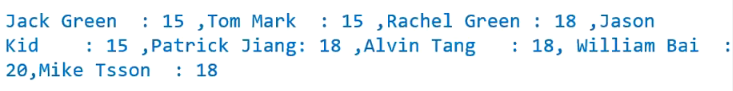 Jack Green  : 15 ,Tom Mark  : 15 ,Rachel Green : 18 ,Jason
Kid    : 15 ,Patrick Jiang: 18 ,Alvin Tang   : 18, William Bai  :
20,Mike Tsson  : 18